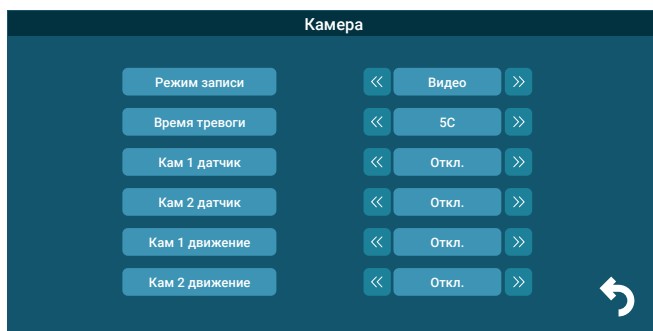 Камера
Режим записи Видео
Время тревоги 5С
Кам 1 датчик Откл.
Кам 2 датчик Откл.
Кам 1 движение Откл.
Кам 2 движение Откл.